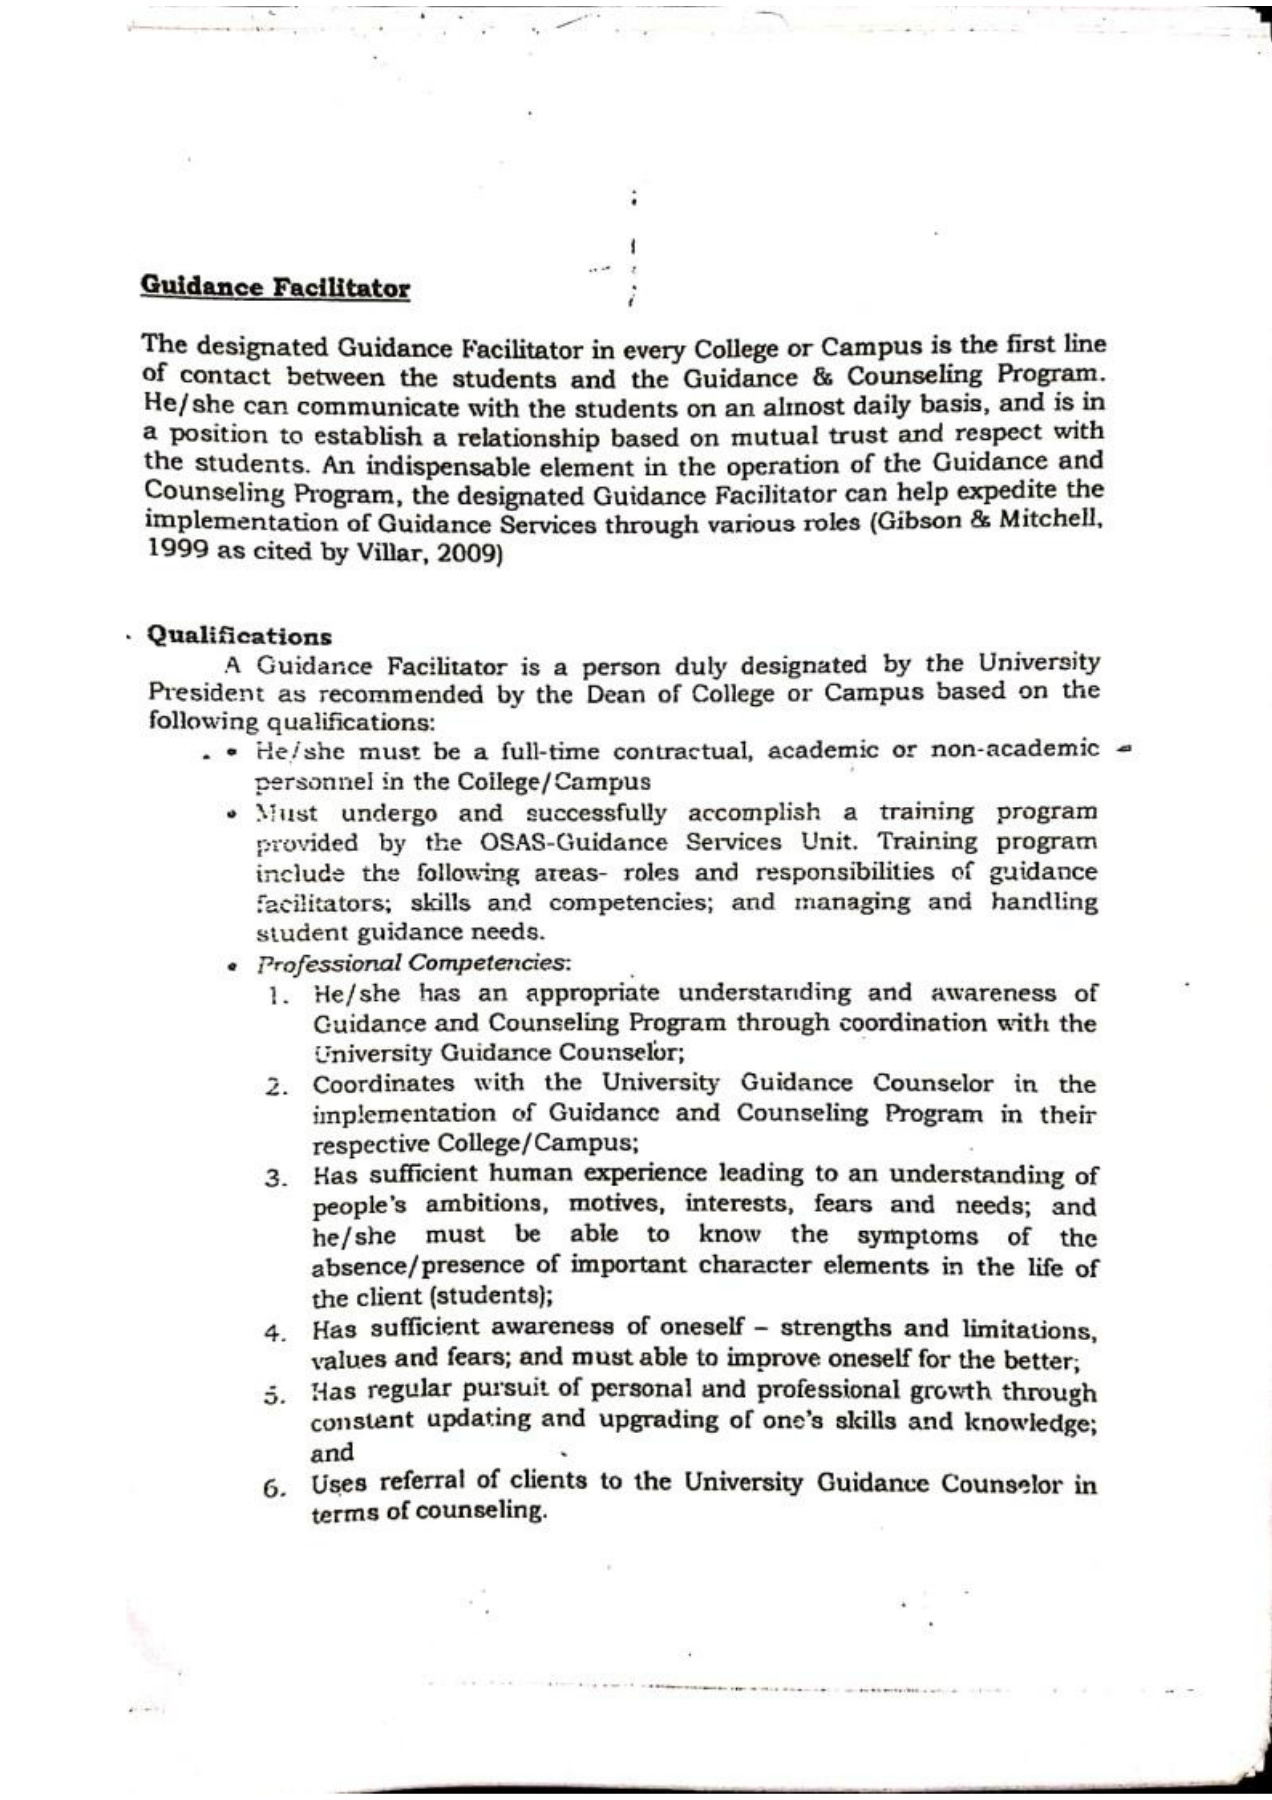 Guidance Facilitator
The designated Guidance Facilitator in every College or Campus is the first line
of contact between the students and the Guidance & Counseling Program.
He/she can communicate with the students on an almost daily basis, and is in
a position to establish a relationship based on mutual trust and respect with
the students. An indispensable element in the operation of the Guidance and
Counseling Program, the designated Guidance Facilitator can help expedite the
implementation of Guidance Services through various roles (Gibson & Mitchell,
1999 as cited by Villar, 2009)
Qualifications
A Guidance Facilitator is a person duly designated by the University
President as recommended by the Dean of College or Campus based on the
following qualifications:
• He/she must be a full-time contractual, academic or non-academic
personnel in the College/Campus
• Must undergo and successfully accomplish a training program
provided by the OSAS-Guidance Services Unit. Training program
include the following areas- roles and responsibilities of guidance
facilitators; skills and competencies; and managing and handling
student guidance needs.
• Professional Competencies:
1. He/she has an appropriate understanding and awareness of
Guidance and Counseling Program through coordination with the
University Guidance Counselor;
2. Coordinates with the University Guidance Counselor in the
implementation of Guidance and Counseling Program in their
respective College/Campus;
3. Has sufficient human experience leading to an understanding of
people's ambitions, motives, interests, fears and needs; and
he/she must be able to know the symptoms of the
absence/presence of important character elements in the life of
the client (students);
4. Has sufficient awareness of oneself – strengths and limitations,
values and fears; and must able to improve oneself for the better;
5. Has regular pursuit of personal and professional growth through
constant updating and upgrading of one's skills and knowledge;
and
6. Uses referral of clients to the University Guidance Counselor in
terms of counseling.